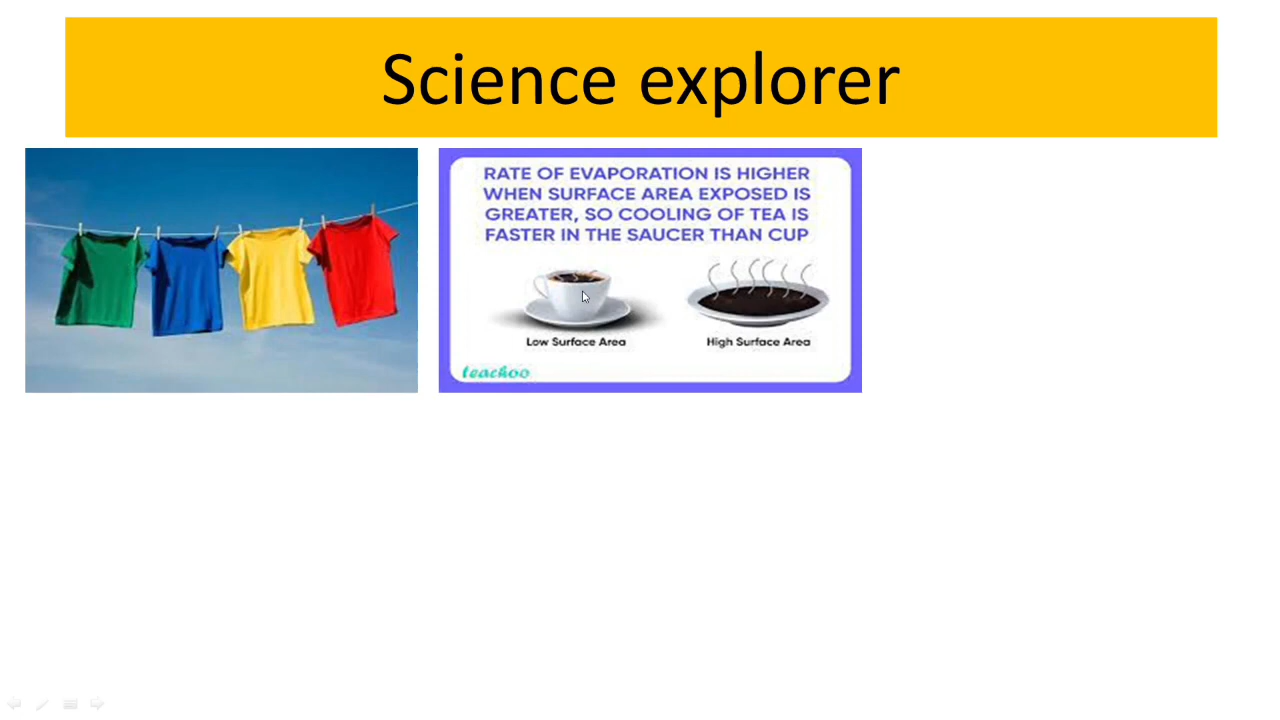 Science explorer
RATE OF EVAPORATION IS HIGHER
WHEN SURFACE AREA EXPOSED IS
GREATER, SO COOLING OF TEA IS
FASTER IN THE SAUCER THAN CUP
Low Surface Area
High Surface Area
teachoo